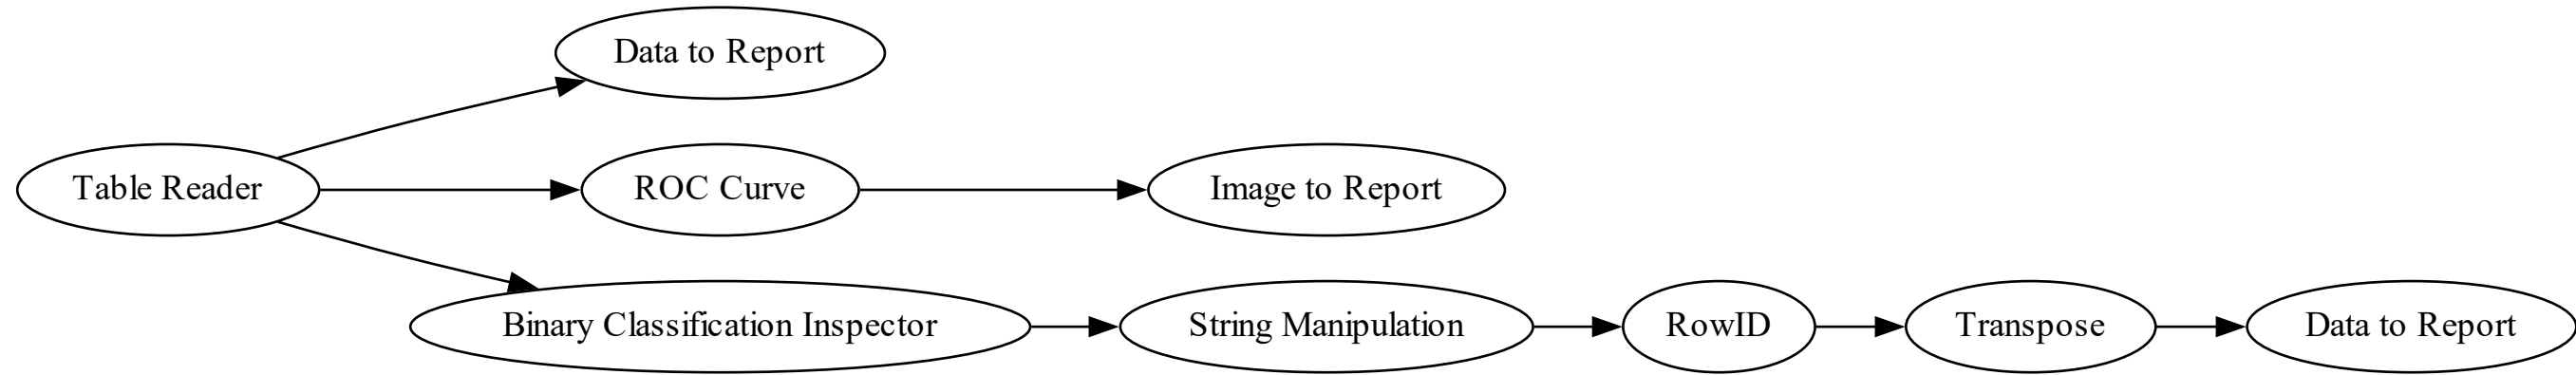 Data to Report
Table Reader
ROC Curve
Image to Report
Binary Classification Inspector
String Manipulation
RowID
Transpose
Data to Report